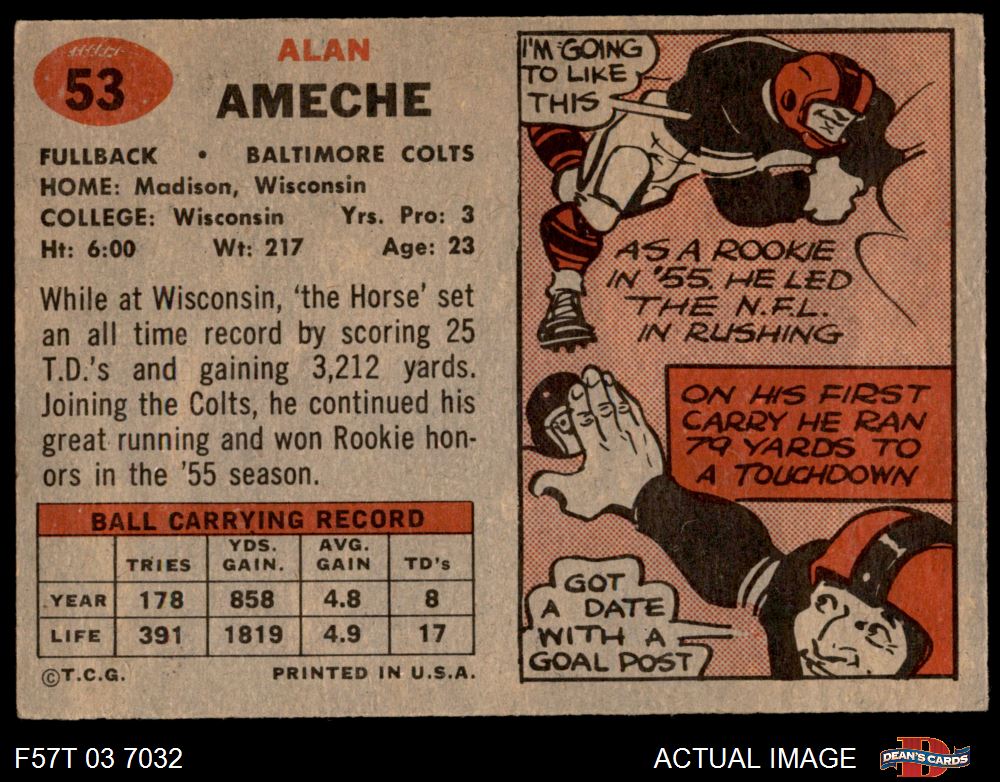 53
ALAN
AMECHE
FULLBACK • BALTIMORE COLTS
HOME: Madison, Wisconsin
COLLEGE: Wisconsin Yrs. Pro: 3
Ht: 6:00 Wt: 217 Age: 23
While at Wisconsin, 'the Horse' set
an all time record by scoring 25
T.D.'s and gaining 3,212 yards.
Joining the Colts, he continued his
great running and won Rookie hon-
ors in the '55 season.
BALL CARRYING RECORD
TRIES YDS. GAIN. AVG. GAIN TD's
YEAR 178 858 4.8 8
LIFE 391 1819 4.9 17
©T.C.G. PRINTED IN U.S.A.
I'M GOING
TO LIKE
THIS
AS A ROOKIE
IN '55, HE LED
THE N.F.L.
IN RUSHING
ON HIS FIRST
CARRY HE RAN
79 YARDS TO
A TOUCHDOWN
GOT
A DATE
WITH A
GOAL POST
F57T 03 7032
ACTUAL IMAGE
DEAN'S CARDS